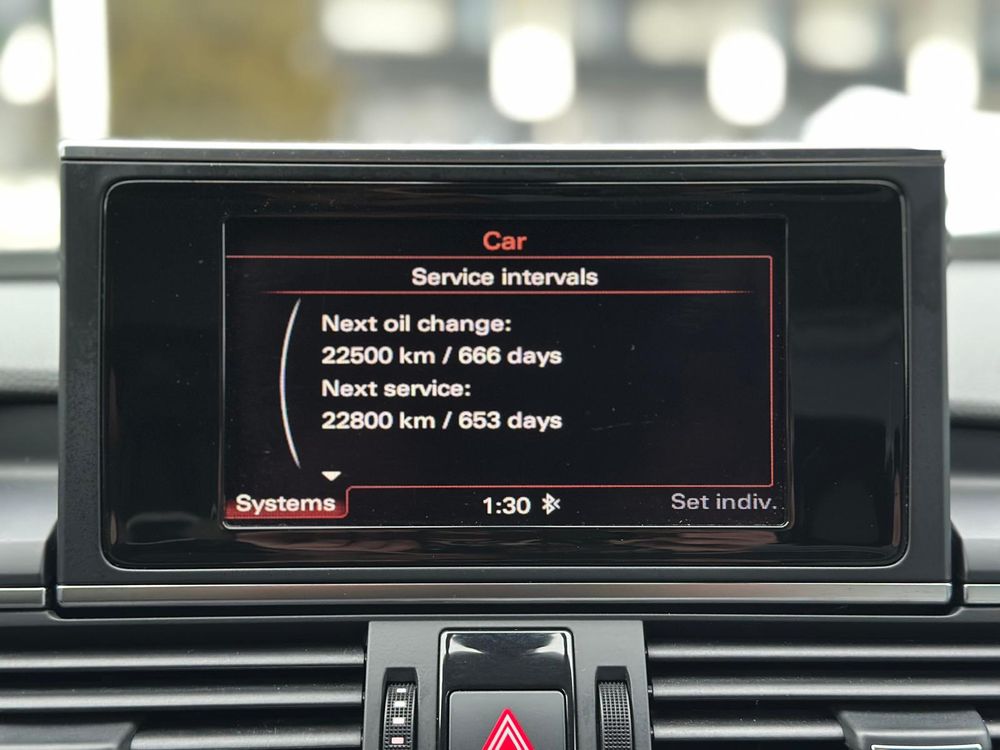 Car
Service intervals
Next oil change:
22500 km / 666 days
Next service:
22800 km / 653 days
Systems
1:30
Set indiv.